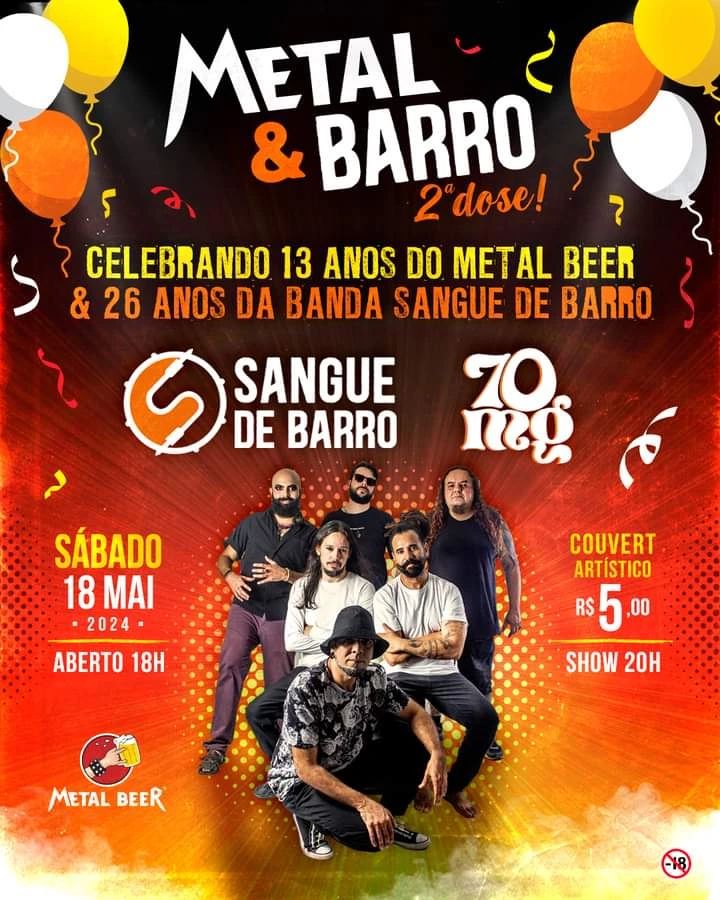 METAL
& BARRO
2ª dose!
CELEBRANDO 13 ANOS DO METAL BEER
& 26 ANOS DA BANDA SANGUE DE BARRO
SANGUE
DE BARRO
70
mg
SÁBADO
18 MAI
• 2024 •
ABERTO 18H
COUVERT
ARTÍSTICO
R$ 5,00
SHOW 20H
METAL BEER
-18